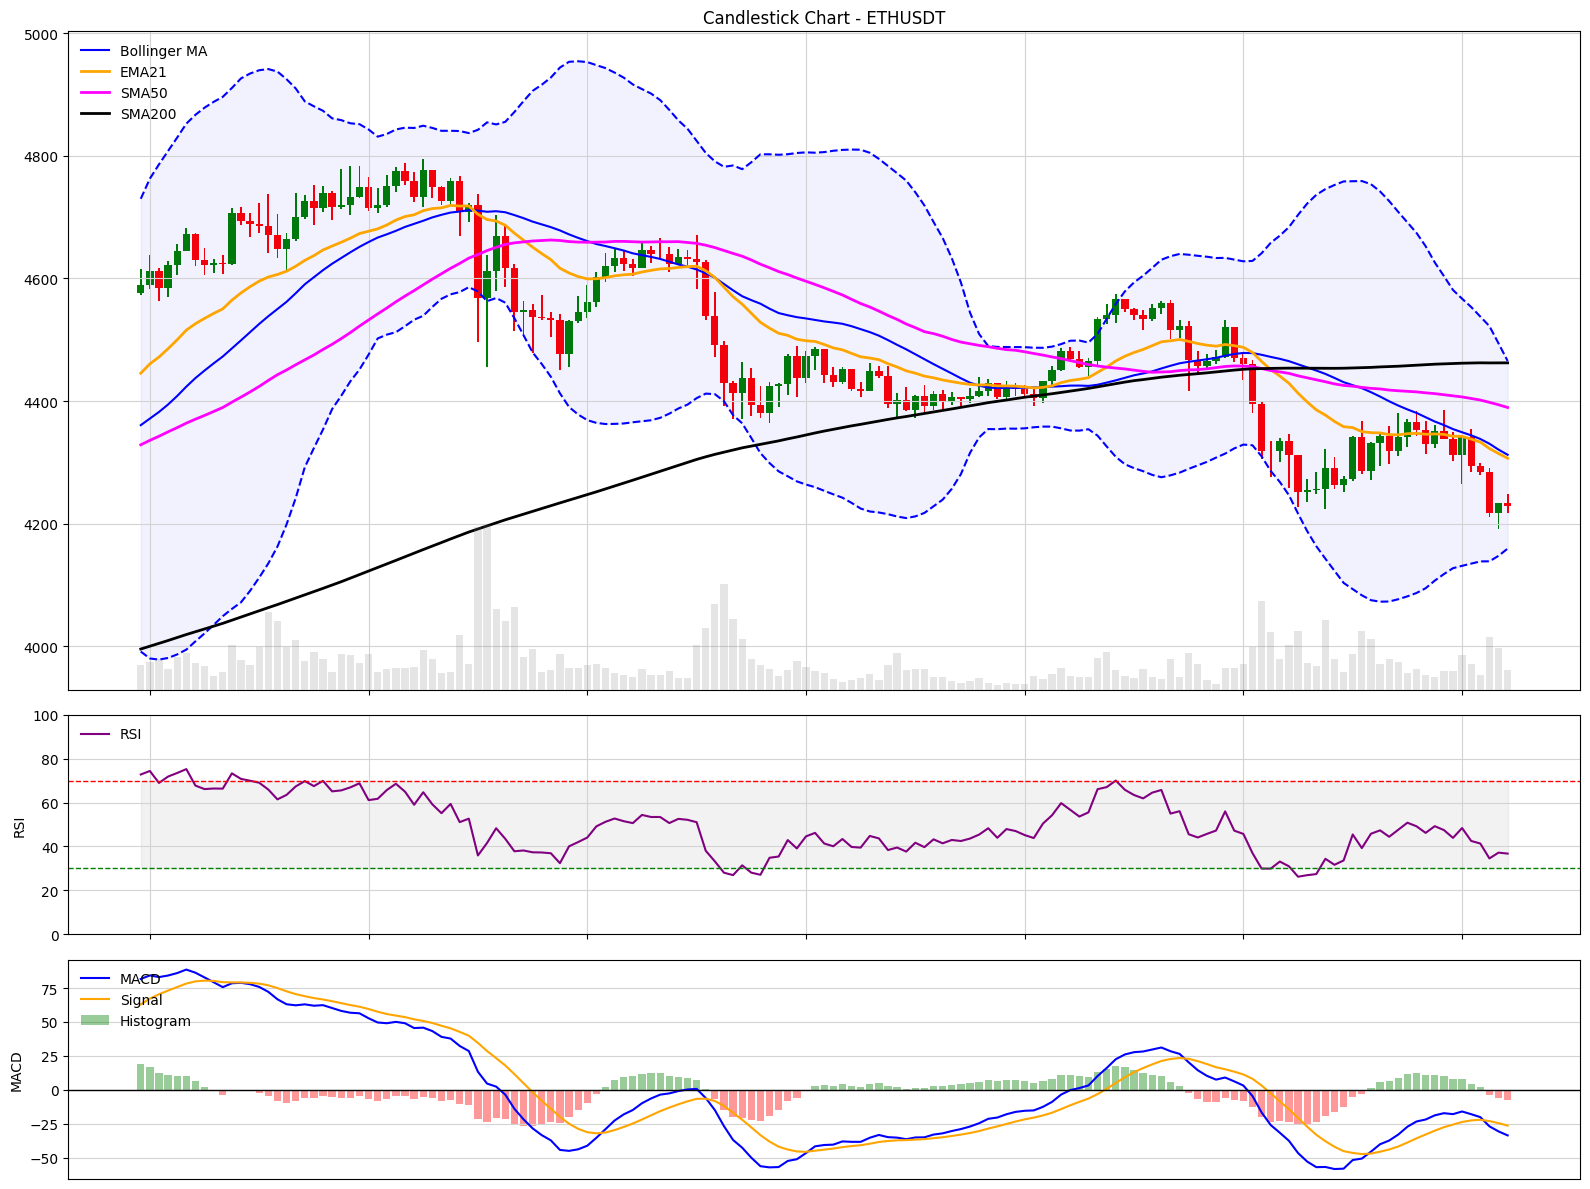 Candlestick Chart - ETHUSDT
5000
4800
4600
4400
4200
4000
Bollinger MA
EMA21
SMA50
SMA200
100
80
60
40
20
0
RSI
RSI
75
50
25
0
−25
−50
MACD
MACD
Signal
Histogram